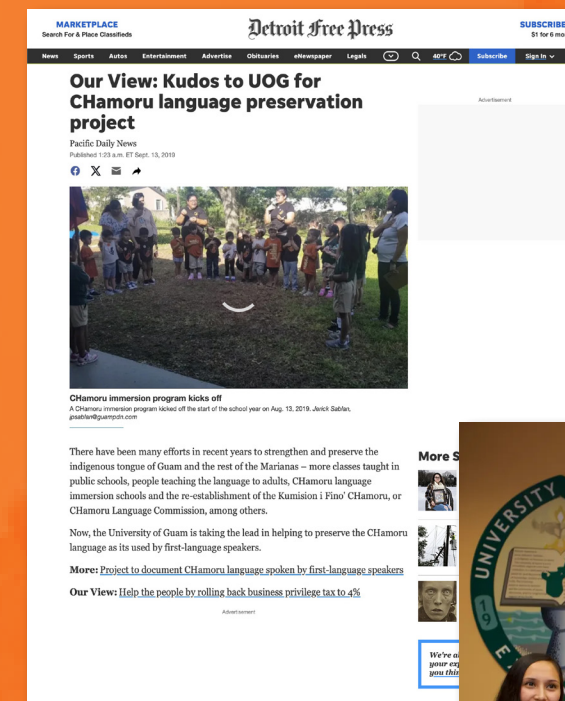 MARKETPLACE
Search For & Place Classifieds
Detroit Free Press
SUBSCRIBE
$1 for 6 mo
News Sports Autos Entertainment Advertise Obituaries eNewspaper Legals 40°F Subscribe Sign In
Our View: Kudos to UOG for
CHamoru language preservation
project
Pacific Daily News
Published 1:23 a.m. ET Sept. 13, 2019
Advertisement
CHamoru immersion program kicks off
A CHamoru immersion program kicked off the start of the school year on Aug. 13, 2019. Jerick Sablan,
jpsablan@guampdn.com
There have been many efforts in recent years to strengthen and preserve the
indigenous tongue of Guam and the rest of the Marianas – more classes taught in
public schools, people teaching the language to adults, CHamoru language
immersion schools and the re-establishment of the Kumision i Fino' CHamoru, or
CHamoru Language Commission, among others.
Now, the University of Guam is taking the lead in helping to preserve the CHamoru
language as its used by first-language speakers.
More: Project to document CHamoru language spoken by first-language speakers
Our View: Help the people by rolling back business privilege tax to 4%
Advertisement
More S
We're a
your exp
you thin
UNIVERSITY
19